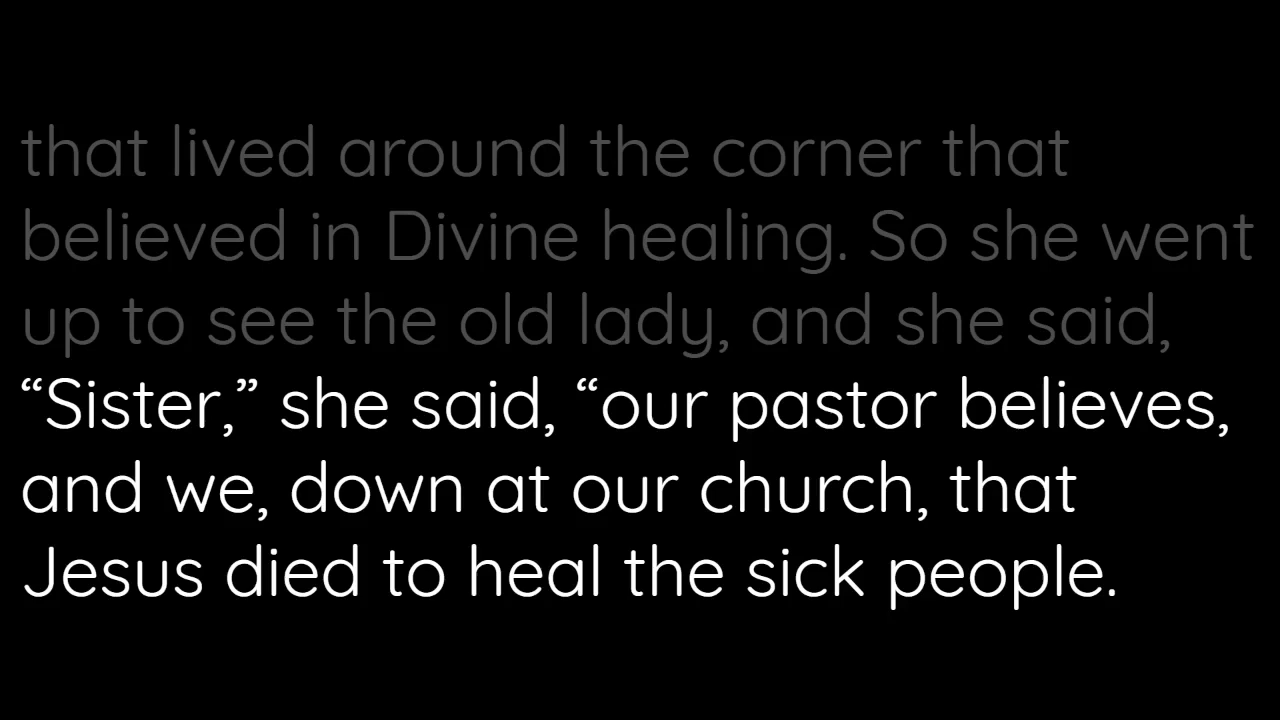 that lived around the corner that
believed in Divine healing. So she went
up to see the old lady, and she said,
“Sister,” she said, “our pastor believes,
and we, down at our church, that
Jesus died to heal the sick people.